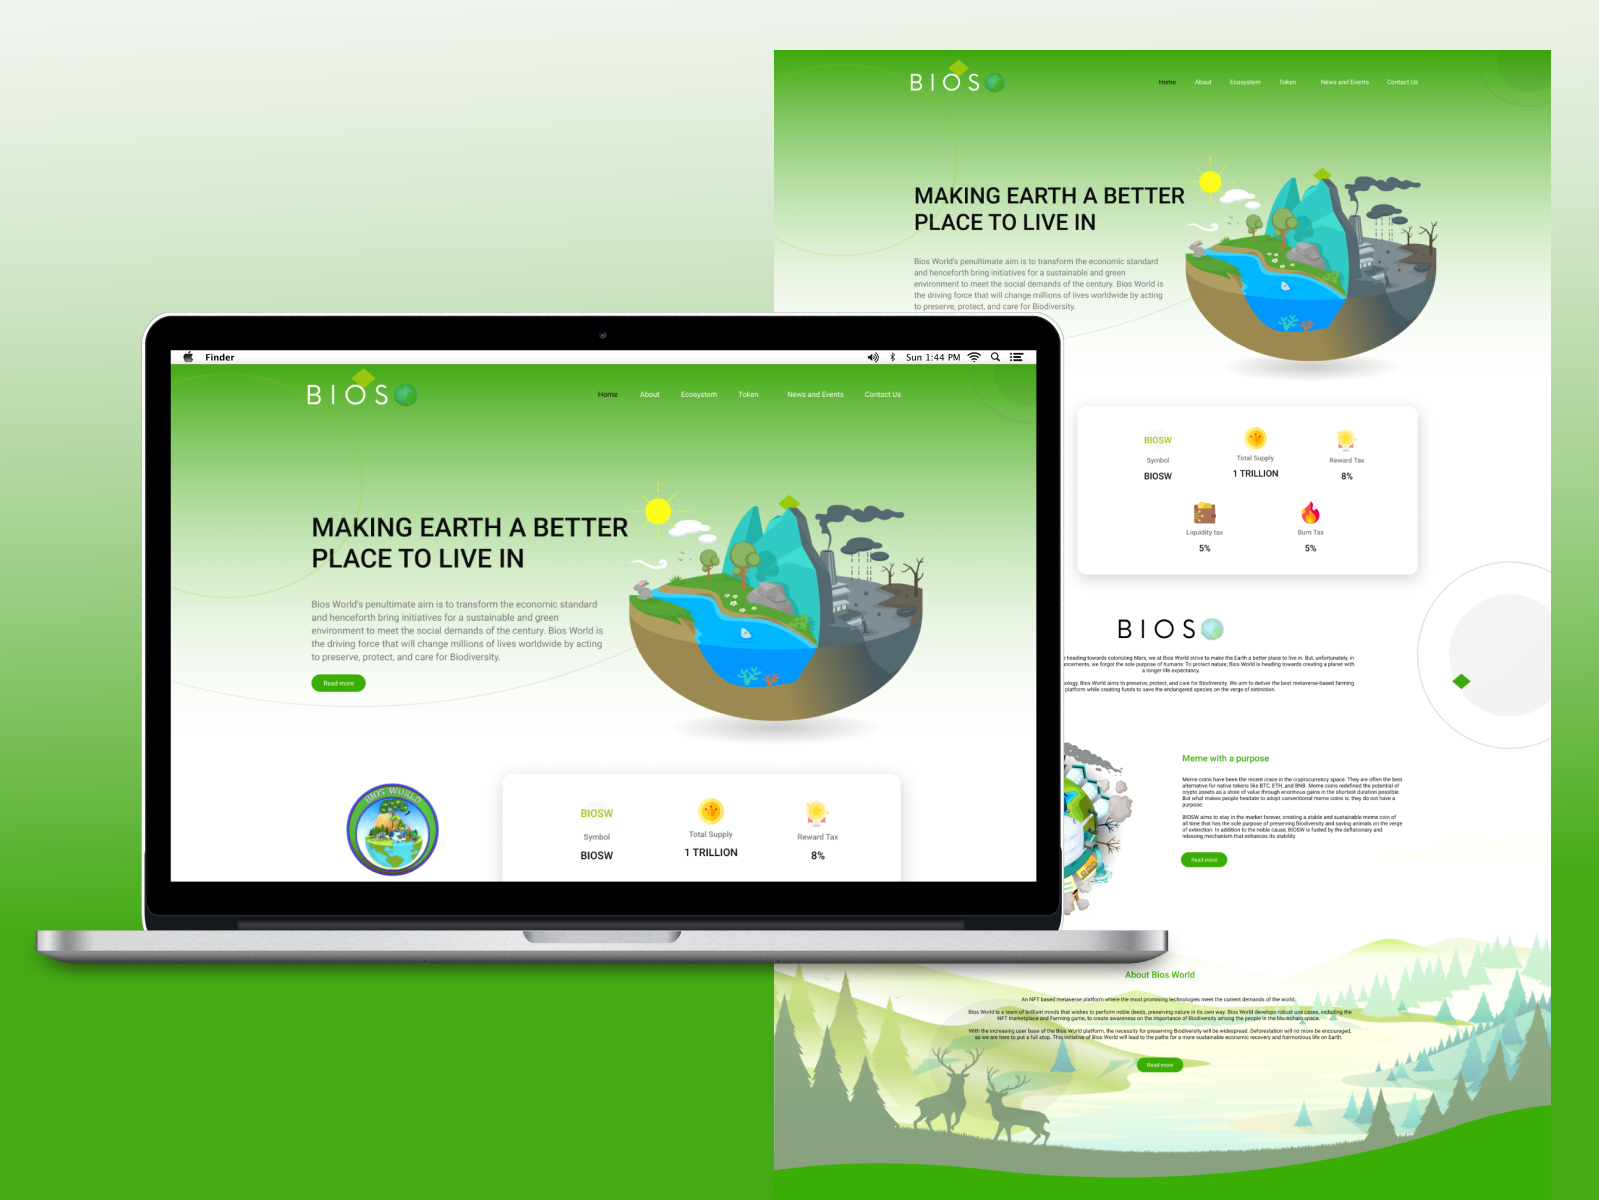 BIOS
Home About Ecosystem Token News and Events Contact Us
MAKING EARTH A BETTER
PLACE TO LIVE IN
Bios World's penultimate aim is to transform the economic standard
and henceforth bring initiatives for a sustainable and green
environment to meet the social demands of the century. Bios World is
the driving force that will change millions of lives worldwide by acting
to preserve, protect, and care for Biodiversity.
Finder
Sun 1:44 PM
BIOS
Home About Ecosystem Token News and Events Contact Us
MAKING EARTH A BETTER
PLACE TO LIVE IN
Bios World's penultimate aim is to transform the economic standard
and henceforth bring initiatives for a sustainable and green
environment to meet the social demands of the century. Bios World is
the driving force that will change millions of lives worldwide by acting
to preserve, protect, and care for Biodiversity.
Read more
BIOS WORLD
BIOSW
Symbol
BIOSW
Total Supply
1 TRILLION
Reward Tax
8%
BIOSW
Symbol
BIOSW
Total Supply
1 TRILLION
Reward Tax
8%
Liquidity tax
5%
Burn Tax
5%
BIOS
heading towards colonizing Mars, we at Bios World strive to make the Earth a better place to live in. But, unfortunately, in
we forgot the sole purpose of humans: To protect nature; Bios World is heading towards creating a planet with
a longer life expectancy.
Bios World aims to preserve, protect, and care for Biodiversity. We aim to deliver the best metaverse-based farming
platform while creating funds to save the endangered species on the verge of extinction.
Meme with a purpose
Meme coins have been the recent craze in the cryptocurrency space. They are often the best
alternative for native tokens like BTC, ETH, and BNB. Meme coins redefined the potential of
crypto assets as a store of value through enormous gains in the shortest duration possible.
But what makes people hesitate to adopt conventional meme coins is: they do not have a
purpose.
BIOSW aims to stay in the market forever, creating a stable and sustainable meme coin of
all time that has the sole purpose of preserving Biodiversity and saving animals on the verge
of extinction. In addition to the noble cause, BIOSW is fueled by the deflationary and
rebasing mechanism that enhances its stability.
Read more
About Bios World
An NFT based metaverse platform where the most promising technologies meet the current demands of the world.
Bios World is a team of brilliant minds that wishes to perform noble deeds, preserving nature in its own way. Bios World develops robust use cases, including the
NFT marketplace and Farming game, to create awareness on the importance of Biodiversity among the people in the blockchain space.
With the increasing user base of the Bios World platform, the necessity for preserving Biodiversity will be widespread. Deforestation will no more be encouraged,
as we are here to put a full stop. This initiative of Bios World will lead to the paths for a more sustainable economic recovery and harmonious life on Earth.
Read more